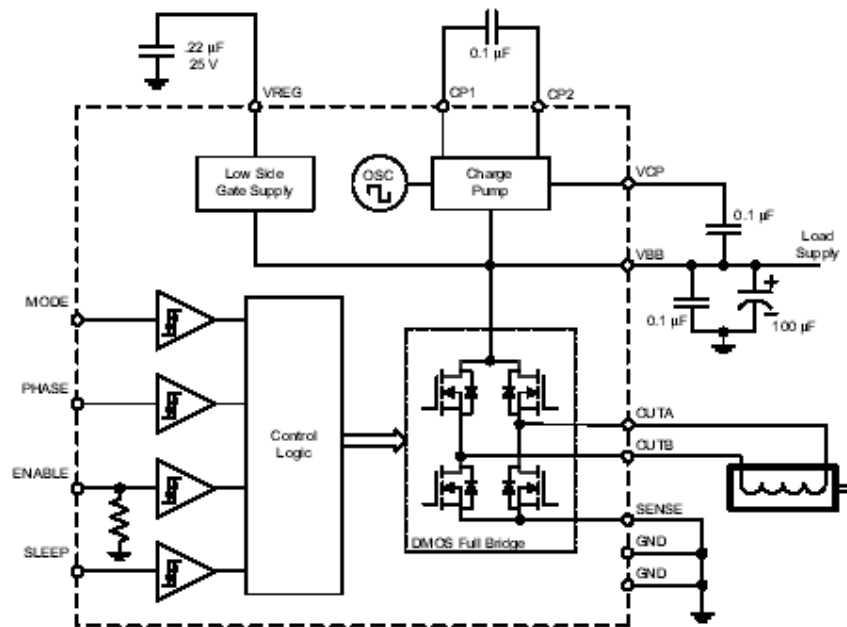 .22 µF
25 V
0.1 µF
VREG
CP1
CP2
Low Side
Gate Supply
OSC
Charge
Pump
VCP
0.1 µF
Load
Supply
VBB
MODE
0.1 µF
100 µF
PHASE
Control
Logic
OUTA
OUTB
ENABLE
SENSE
DMOS Full Bridge
GND
SLEEP
GND